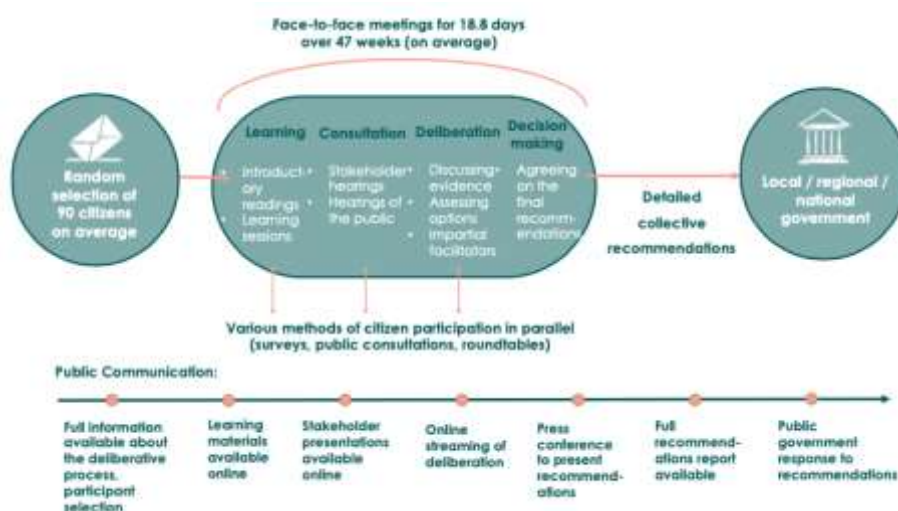 Face-to-face meetings for 18.8 days
over 47 weeks (on average)
Random
selection of
90 citizens
on average
Learning
• Introduct-
ory
readings
• Learning
sessions
Consultation
• Stakeholder
hearings
• Hearings of
the public
Deliberation
• Discussing
evidence
• Assessing
options
• Impartial
facilitators
Decision
making
Agreeing
on the
final
recomm-
endations
Detailed
collective
recommendations
Local / regional /
national
government
Various methods of citizen participation in parallel
(surveys, public consultations, roundtables)
Public Communication:
Full information
available about
the deliberative
process,
participant
selection
Learning
materials
available
online
Stakeholder
presentations
available
online
Online
streaming of
deliberation
Press
conference
to present
recommend-
ations
Full
recommend-
ations report
available
Public
government
response to
recommendations